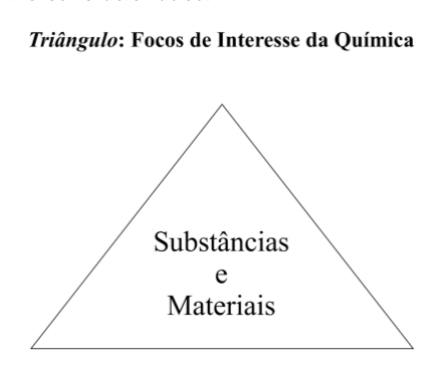 Triângulo: Focos de Interesse da Química
Substâncias
e
Materiais